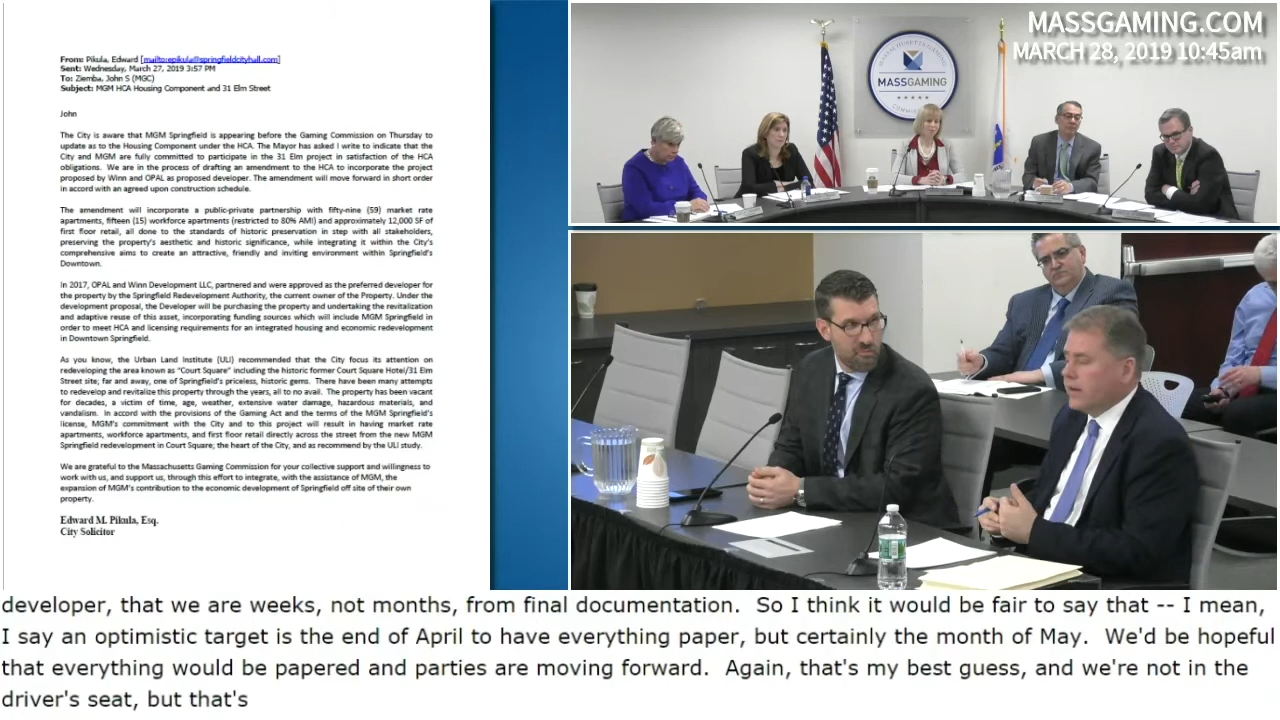 From: Pikula, Edward [mailto:epikula@springfieldcityhall.com]
Sent: Wednesday, March 27, 2019 3:57 PM
To: Ziemba, John S (MGC)
Subject: MGM HCA Housing Component and 31 Elm Street
John
The City is aware that MGM Springfield is appearing before the Gaming Commission on Thursday to
update as to the Housing Component under the HCA. The Mayor has asked I write to indicate that the
City and MGM are fully committed to participate in the 31 Elm project in satisfaction of the HCA
obligations. We are in the process of drafting an amendment to the HCA to incorporate the project
proposed by Winn and OPAL as proposed developer. The amendment will move forward in short order
in accord with an agreed upon construction schedule.
The amendment will incorporate a public-private partnership with fifty-nine (59) market rate
apartments, fifteen (15) workforce apartments (restricted to 80% AMI) and approximately 12,000 SF of
first floor retail, all done to the standards of historic preservation in step with all stakeholders,
preserving the property's aesthetic and historic significance, while integrating it within the City's
comprehensive aims to create an attractive, friendly and inviting environment within Springfield's
Downtown.
In 2017, OPAL and Winn Development LLC, partnered and were approved as the preferred developer for
the property by the Springfield Redevelopment Authority, the current owner of the Property. Under the
development proposal, the Developer will be purchasing the property and undertaking the revitalization
and adaptive reuse of this asset, incorporating funding sources which will include MGM Springfield in
order to meet HCA and licensing requirements for an integrated housing and economic redevelopment
in Downtown Springfield.
As you know, the Urban Land Institute (ULI) recommended that the City focus its attention on
redeveloping the area known as "Court Square" including the historic former Court Square Hotel/31 Elm
Street site; far and away, one of Springfield's priceless, historic gems. There have been many attempts
to redevelop and revitalize this property through the years, all to no avail. The property has been vacant
for decades, a victim of time, age, weather, extensive water damage, hazardous materials, and
vandalism. In accord with the provisions of the Gaming Act and the terms of the MGM Springfield's
license, MGM's commitment with the City and to this project will result in having market rate
apartments, workforce apartments, and first floor retail directly across the street from the new MGM
Springfield redevelopment in Court Square; the heart of the City, and as recommend by the ULI study.
We are grateful to the Massachusetts Gaming Commission for your collective support and willingness to
work with us, and support us, through this effort to integrate, with the assistance of MGM, the
expansion of MGM's contribution to the economic development of Springfield off site of their own
property.
Edward M. Pikula, Esq.
City Solicitor
MASSGAMING.COM
MARCH 28, 2019 10:45am
MASSGAMING
developer, that we are weeks, not months, from final documentation. So I think it would be fair to say that -- I mean,
I say an optimistic target is the end of April to have everything paper, but certainly the month of May. We'd be hopeful
that everything would be papered and parties are moving forward. Again, that's my best guess, and we're not in the
driver's seat, but that's